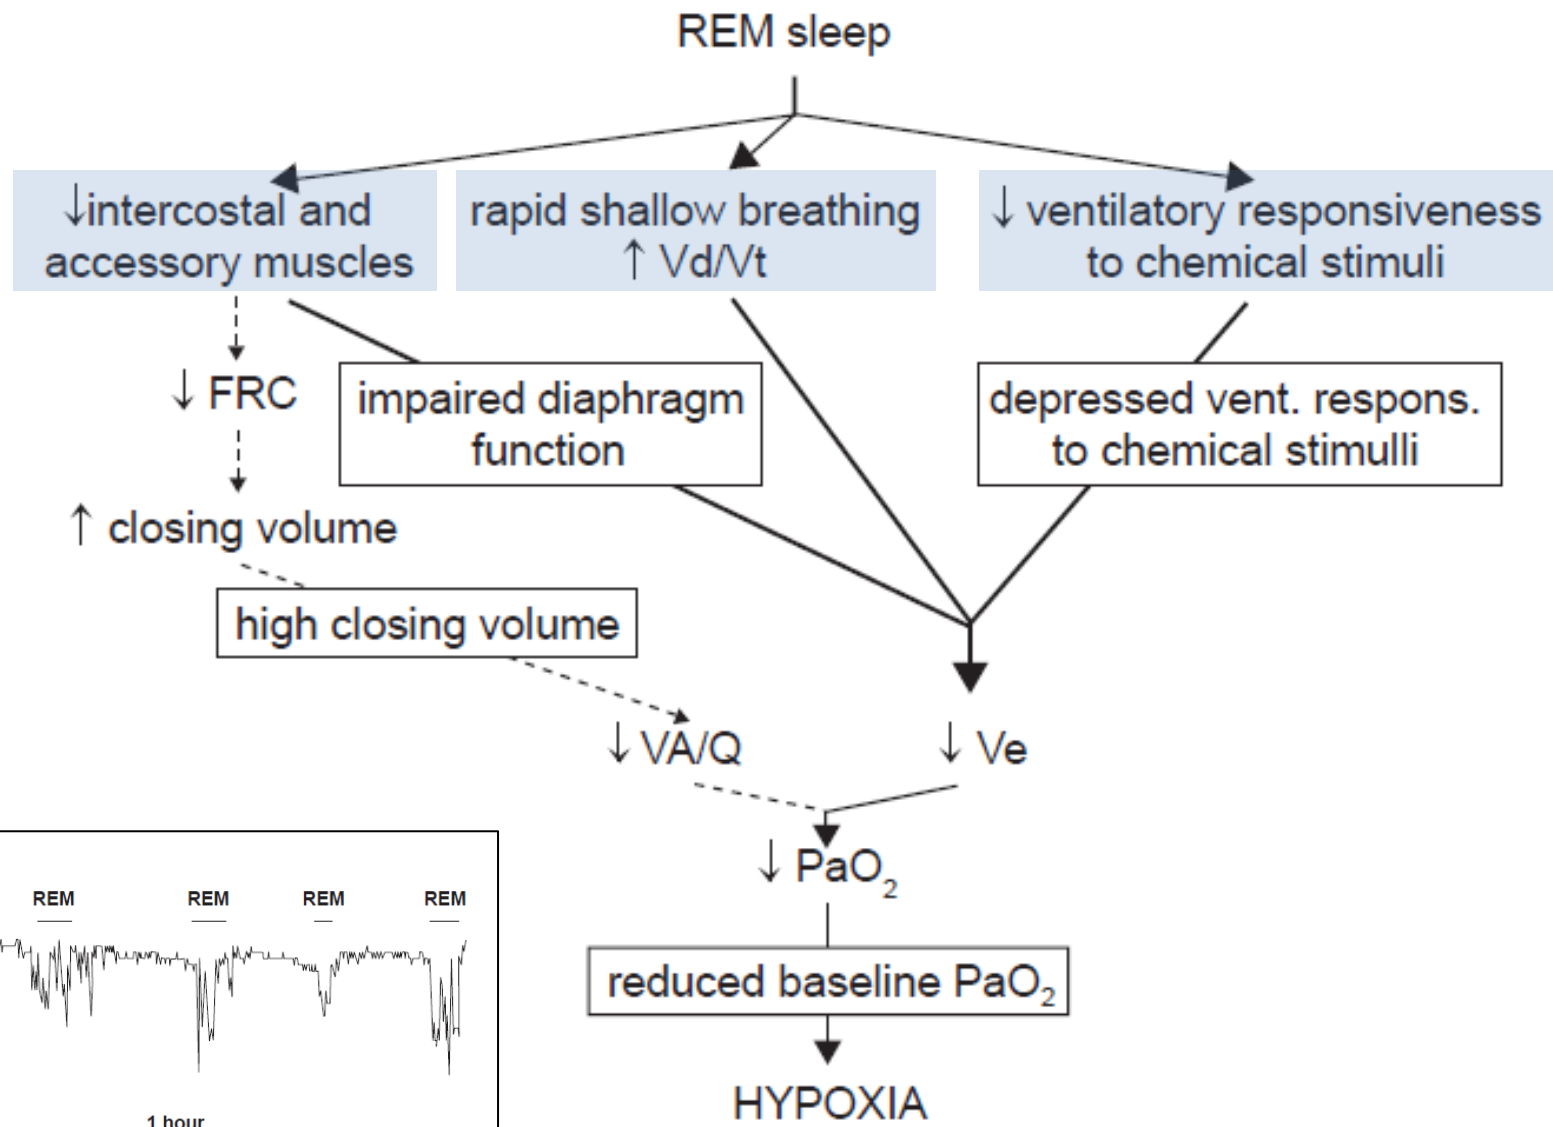 REM sleep
↓intercostal and
accessory muscles
rapid shallow breathing
↑ Vd/Vt
↓ ventilatory responsiveness
to chemical stimuli
↓ FRC
impaired diaphragm
function
depressed vent. respons.
to chemical stimulli
↑ closing volume
high closing volume
↓ VA/Q
↓ Ve
↓ PaO₂
reduced baseline PaO₂
HYPOXIA
REM
REM
REM
REM
1 hour